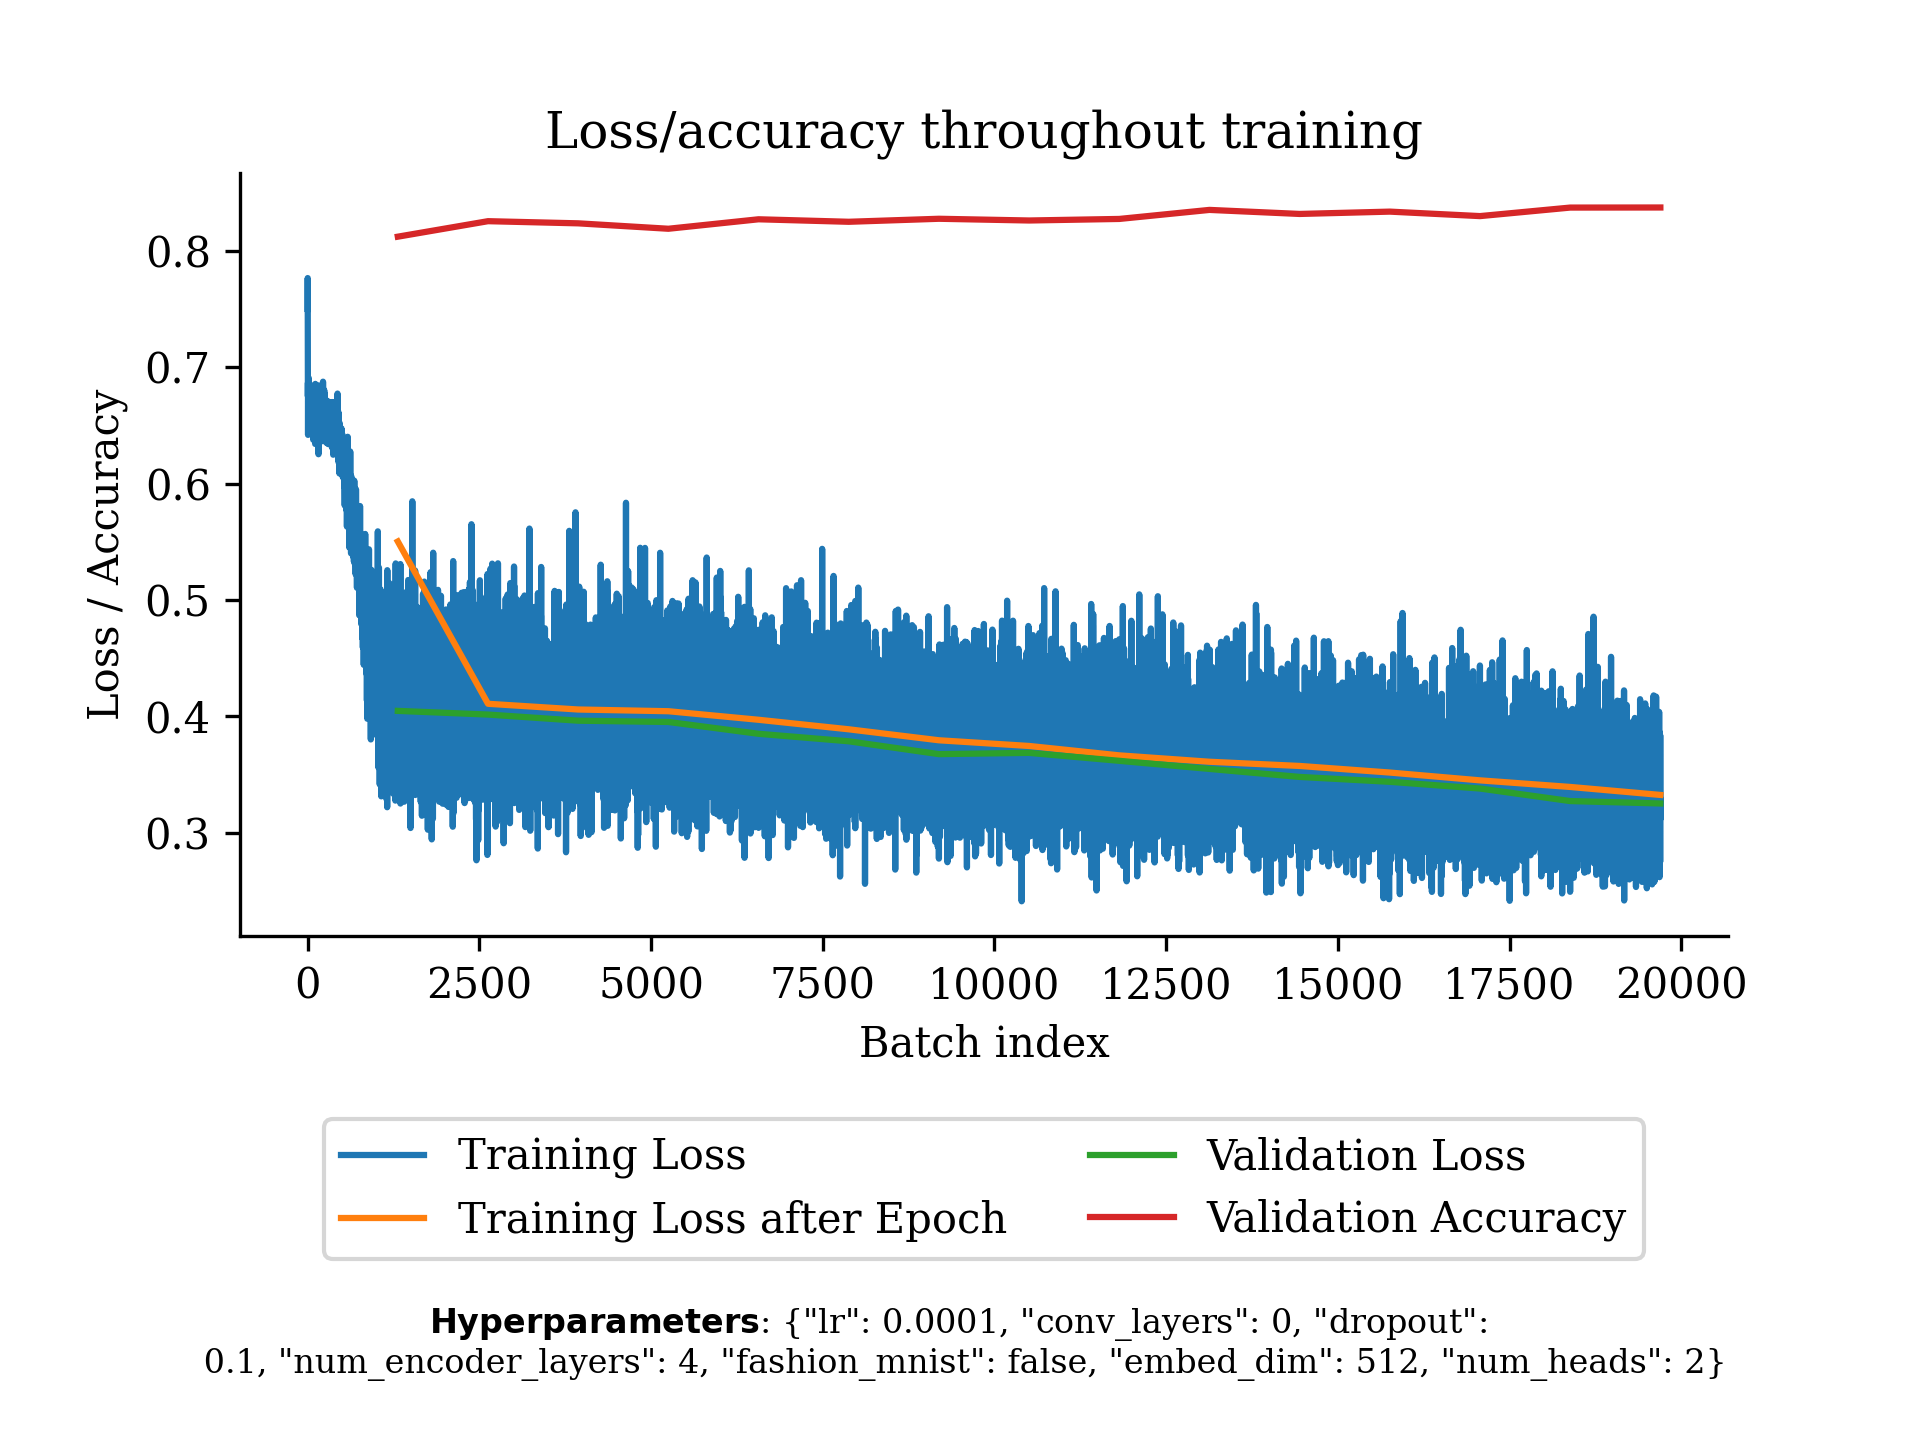 Loss/accuracy throughout training
Loss / Accuracy
0.8
0.7
0.6
0.5
0.4
0.3
0 2500 5000 7500 10000 12500 15000 17500 20000
Batch index
Training Loss
Training Loss after Epoch
Validation Loss
Validation Accuracy
Hyperparameters: {"lr": 0.0001, "conv_layers": 0, "dropout":
0.1, "num_encoder_layers": 4, "fashion_mnist": false, "embed_dim": 512, "num_heads": 2}